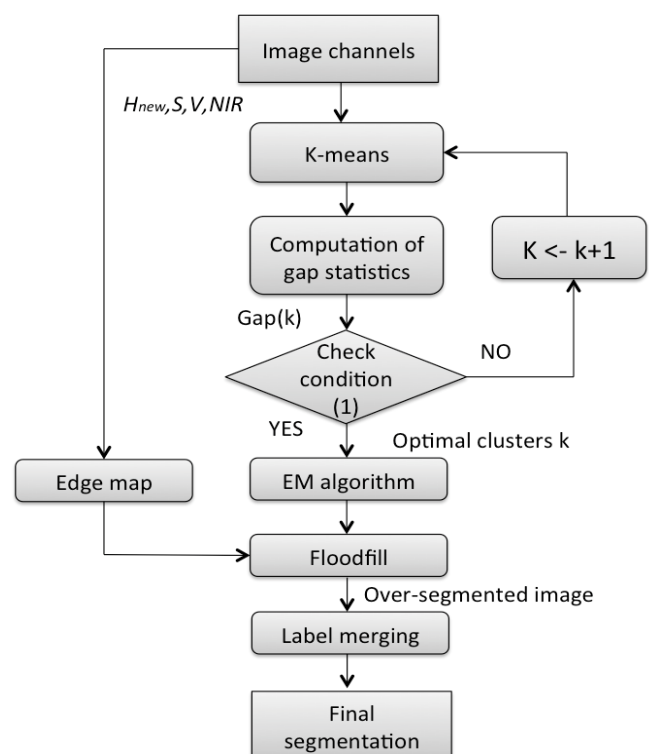 Image channels
Hnew,S,V,NIR
K-means
Computation of
gap statistics
K <- k+1
Gap(k)
Check
condition
(1)
NO
YES
Optimal clusters k
Edge map
EM algorithm
Floodfill
Over-segmented image
Label merging
Final
segmentation